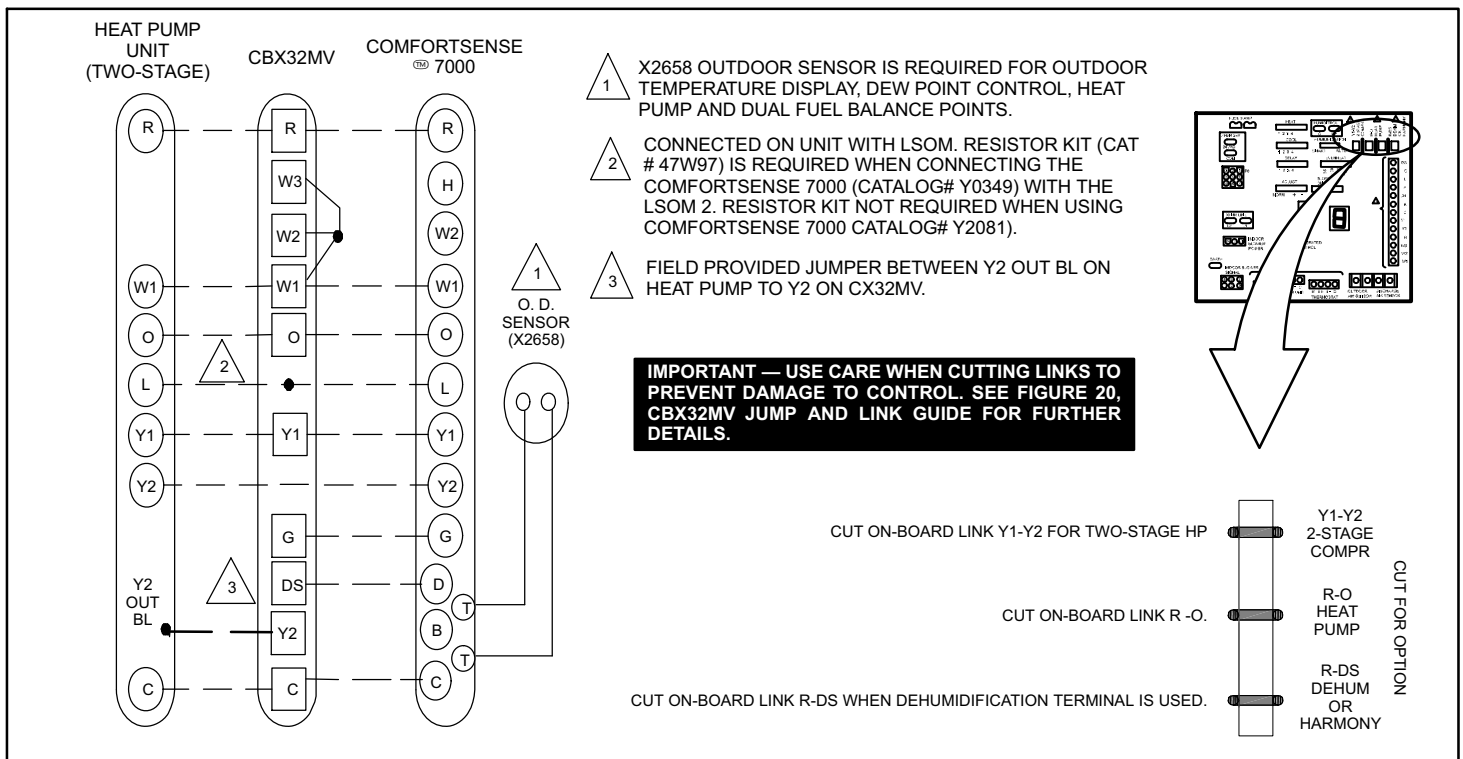 HEAT PUMP
UNIT
(TWO-STAGE)
CBX32MV
COMFORTSENSE
™ 7000
R
W1
O
L
Y1
Y2
Y2
OUT
BL
C
R
W3
W2
W1
O
Y1
G
DS
Y2
C
R
H
W2
W1
O
L
Y1
Y2
G
D
B
C
T
T
2
3
1
O. D.
SENSOR
(X2658)
1
X2658 OUTDOOR SENSOR IS REQUIRED FOR OUTDOOR
TEMPERATURE DISPLAY, DEW POINT CONTROL, HEAT
PUMP AND DUAL FUEL BALANCE POINTS.
2
CONNECTED ON UNIT WITH LSOM. RESISTOR KIT (CAT
# 47W97) IS REQUIRED WHEN CONNECTING THE
COMFORTSENSE 7000 (CATALOG# Y0349) WITH THE
LSOM 2. RESISTOR KIT NOT REQUIRED WHEN USING
COMFORTSENSE 7000 CATALOG# Y2081).
3
FIELD PROVIDED JUMPER BETWEEN Y2 OUT BL ON
HEAT PUMP TO Y2 ON CX32MV.
IMPORTANT — USE CARE WHEN CUTTING LINKS TO
PREVENT DAMAGE TO CONTROL. SEE FIGURE 20,
CBX32MV JUMP AND LINK GUIDE FOR FURTHER
DETAILS.
CUT ON-BOARD LINK Y1-Y2 FOR TWO-STAGE HP
Y1-Y2
2-STAGE
COMPR
CUT ON-BOARD LINK R -O.
R-O
HEAT
PUMP
CUT ON-BOARD LINK R-DS WHEN DEHUMIDIFICATION TERMINAL IS USED.
R-DS
DEHUM
OR
HARMONY
CUT FOR OPTION
HEAT
DELAY
ADJUST
8